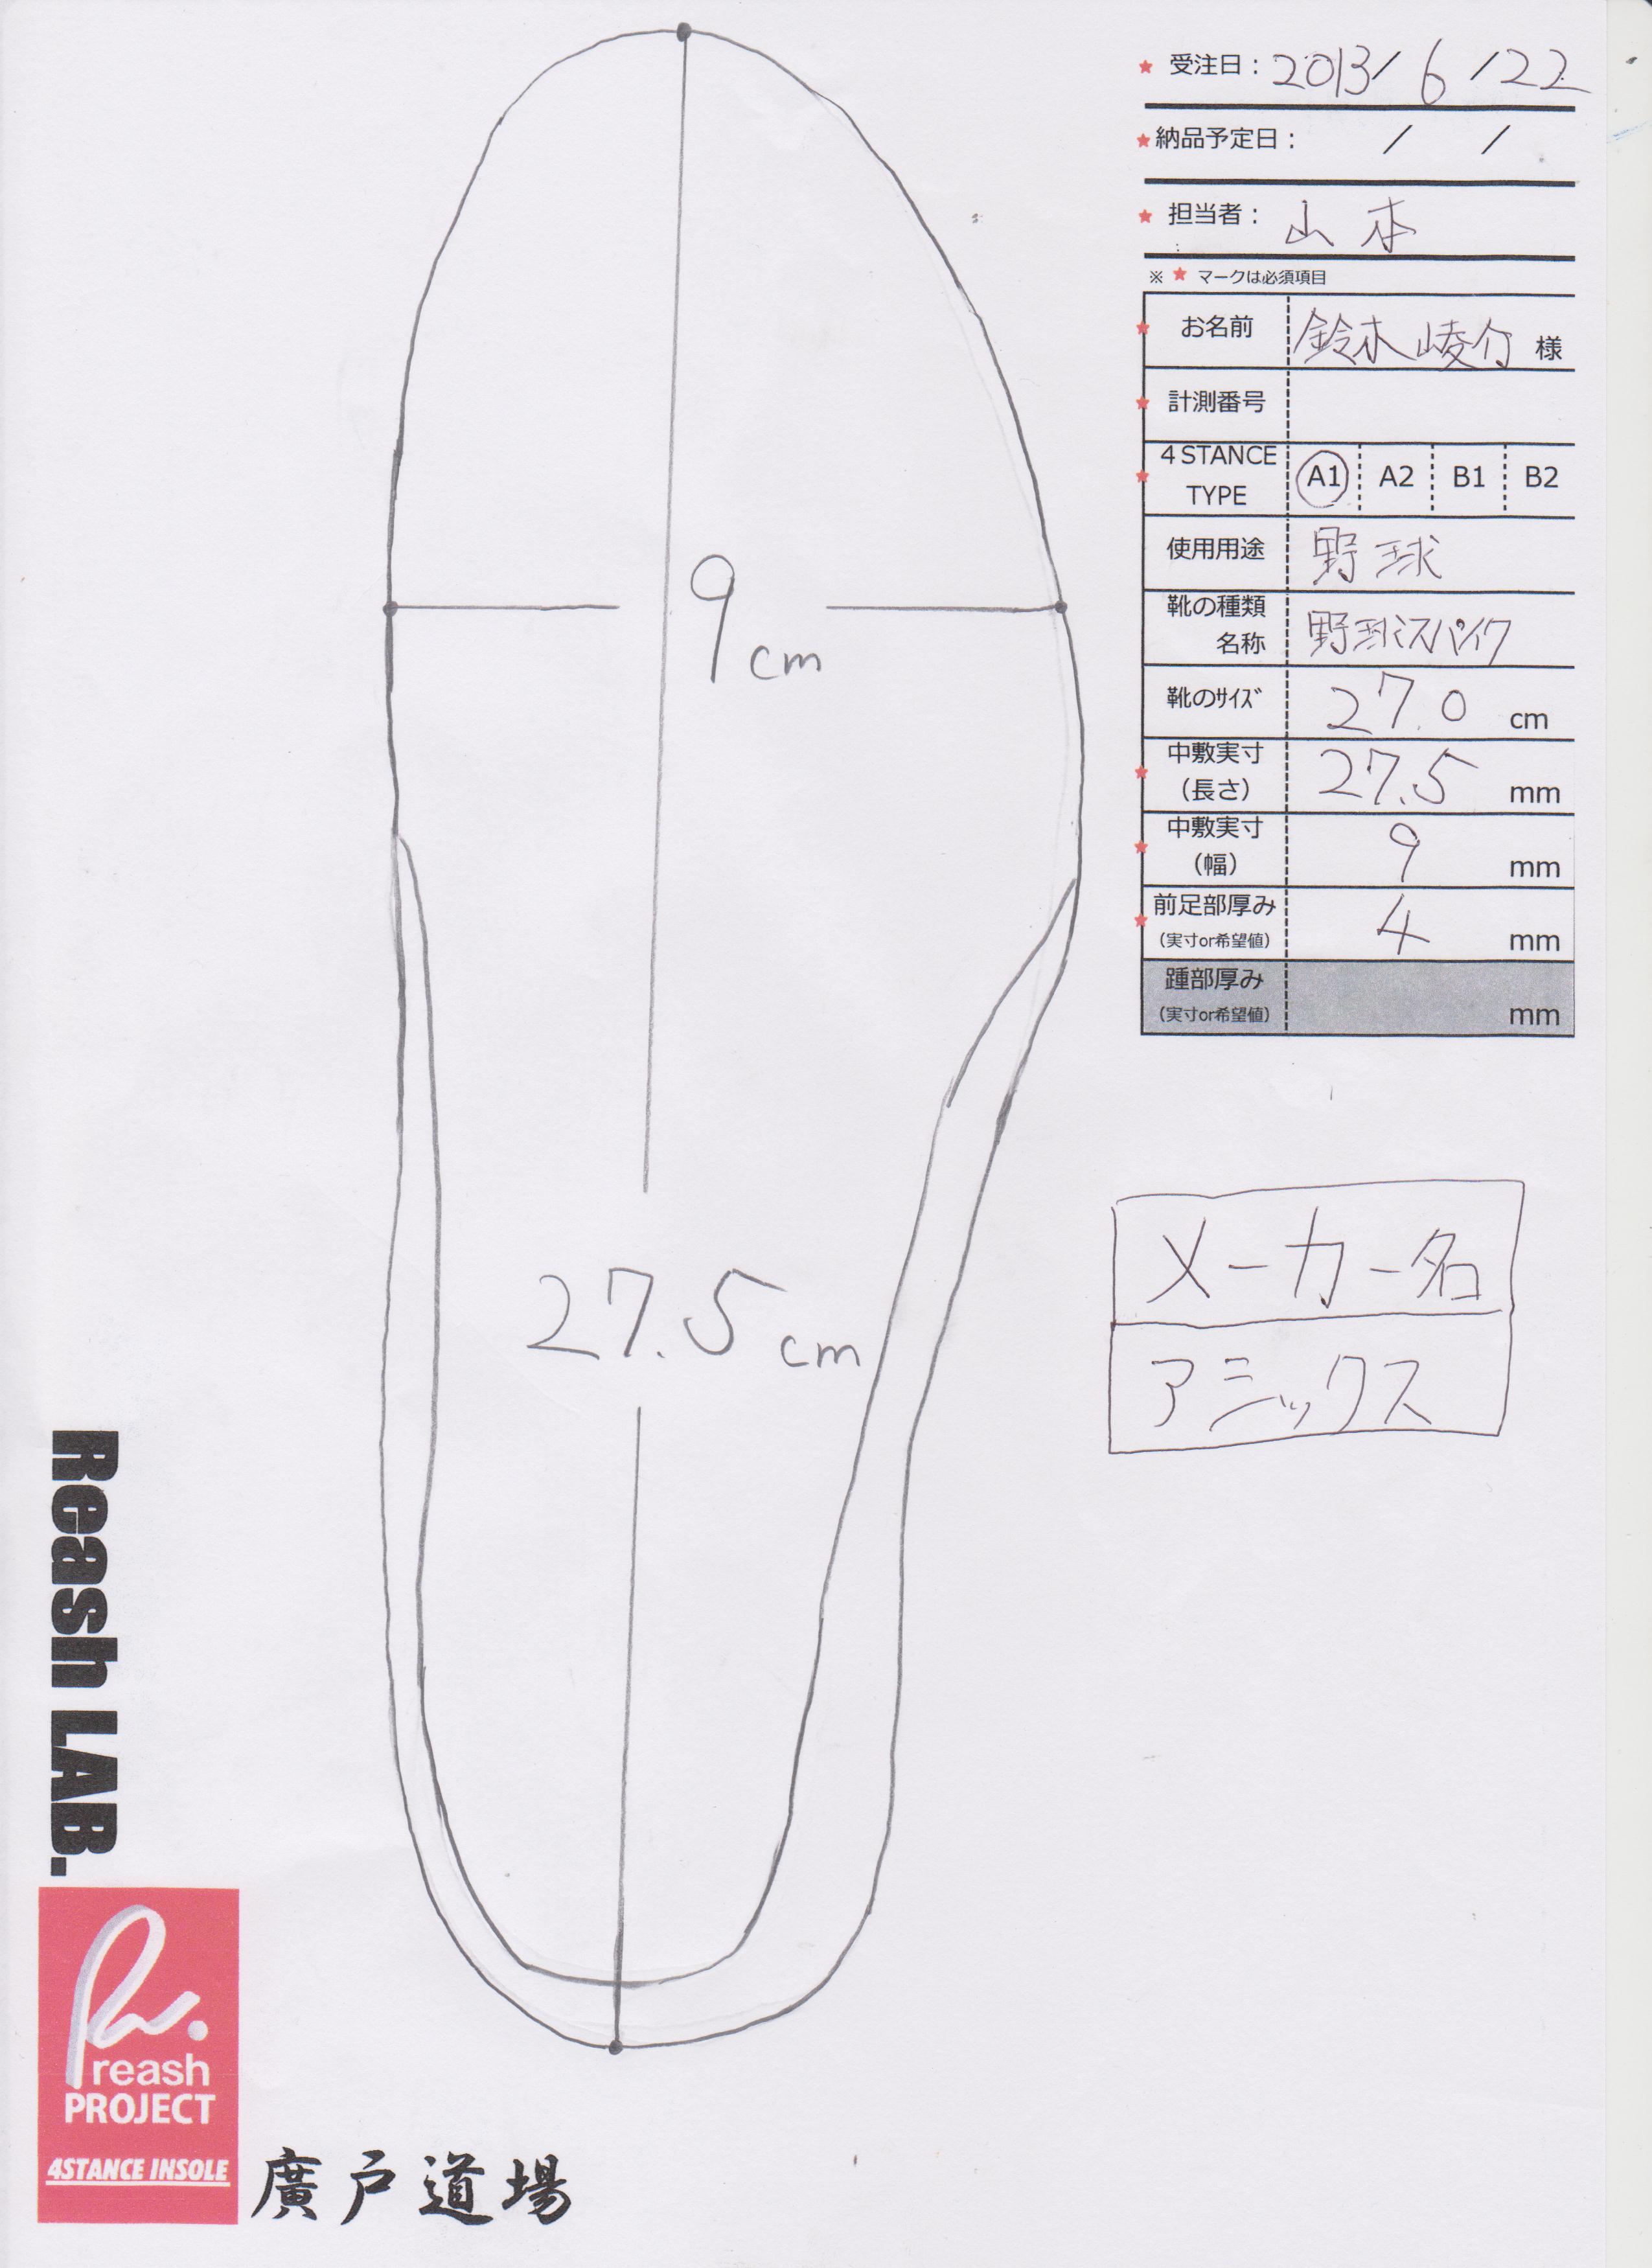 ★ 受注日：2013/6/22
★ 納品予定日：　/　/
★ 担当者：山本
※ ★ マークは必須項目
★ お名前 鈴木崚介 様
★ 計測番号
★ 4 STANCE TYPE A1 A2 B1 B2
使用用途 野球
靴の種類 名称 野球スパイク
靴のｻｲｽﾞ 27.0 cm
★ 中敷実寸（長さ） 27.5 mm
★ 中敷実寸（幅） 9 mm
★ 前足部厚み（実寸or希望値） 4 mm
踵部厚み（実寸or希望値） mm
9cm
27.5cm
メーカー名
アシックス
Reash LAB.
reash
PROJECT
4STANCE INSOLE
廣戸道場